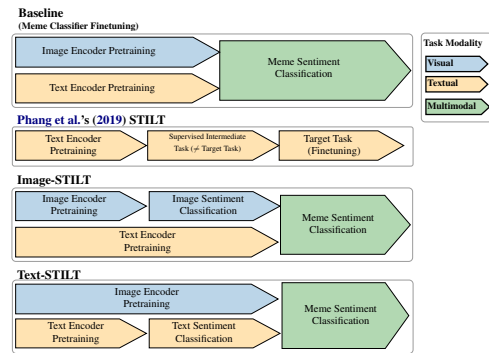 Baseline
(Meme Classifier Finetuning)
Image Encoder Pretraining
Text Encoder Pretraining
Meme Sentiment
Classification
Task Modality
Visual
Textual
Multimodal
Phang et al.'s (2019) STILT
Text Encoder
Pretraining
Supervised Intermediate
Task (≠ Target Task)
Target Task
(Finetuning)
Image-STILT
Image Encoder
Pretraining
Image Sentiment
Classification
Text Encoder
Pretraining
Meme Sentiment
Classification
Text-STILT
Image Encoder
Pretraining
Text Encoder
Pretraining
Text Sentiment
Classification
Meme Sentiment
Classification